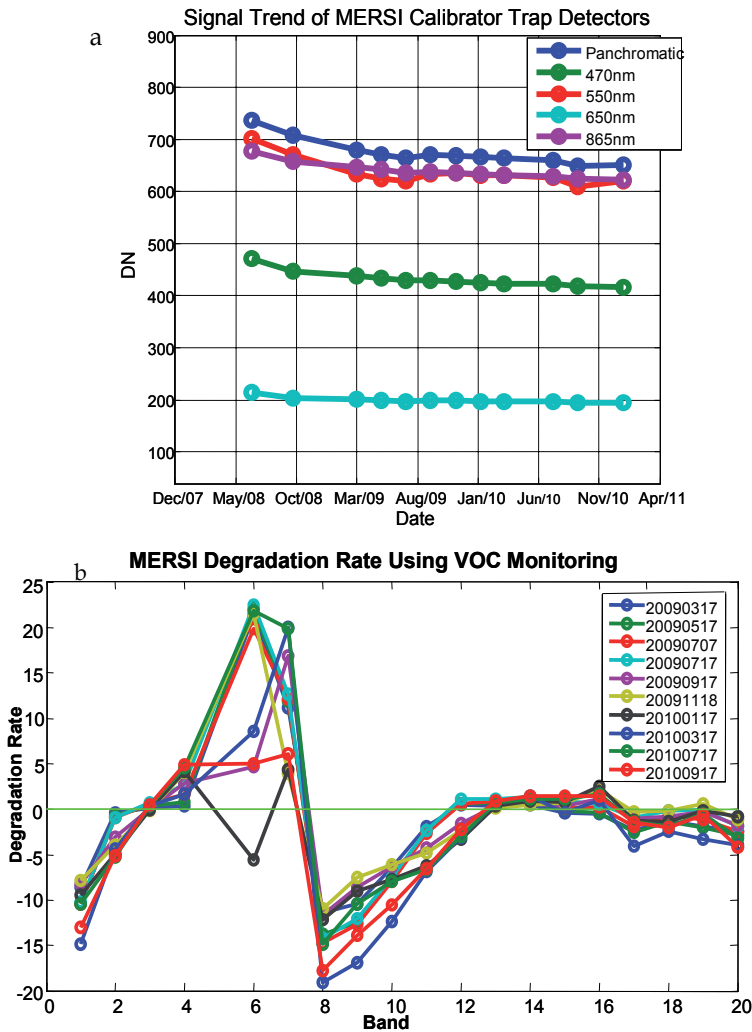 a
Signal Trend of MERSI Calibrator Trap Detectors
900
800
700
600
500
400
300
200
100
DN
Panchromatic
470nm
550nm
650nm
865nm
Dec/07 May/08 Oct/08 Mar/09 Aug/09 Jan/10 Jun/10 Nov/10 Apr/11
Date
b
MERSI Degradation Rate Using VOC Monitoring
25
20
15
10
5
0
-5
-10
-15
-20
Degradation Rate
20090317
20090517
20090707
20090717
20090917
20091118
20100117
20100317
20100717
20100917
0 2 4 6 8 10 12 14 16 18 20
Band